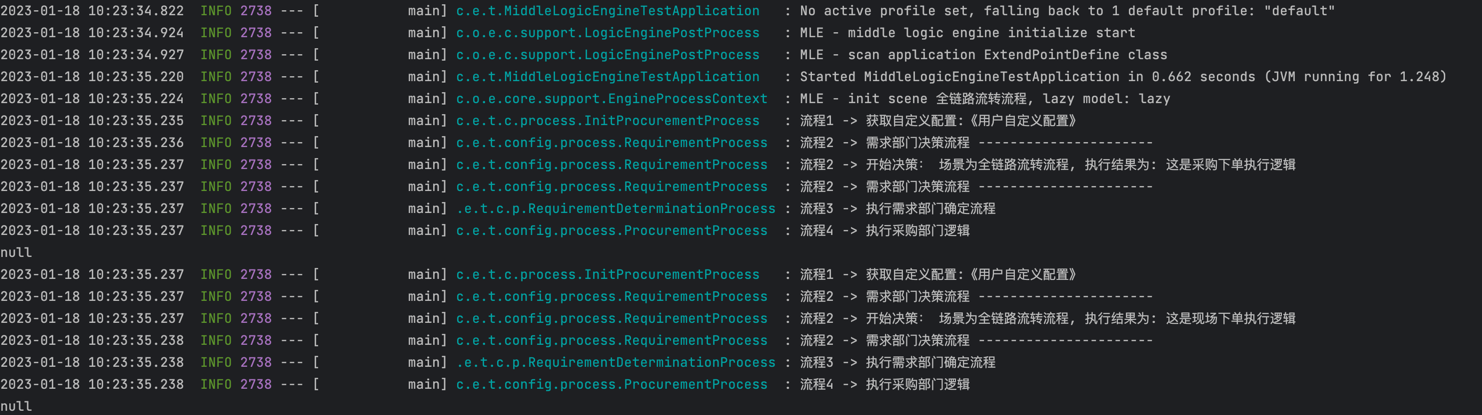 2023-01-18 10:23:34.822  INFO 2738 --- [           main] c.e.t.MiddleLogicEngineTestApplication   : No active profile set, falling back to 1 default profile: "default"
2023-01-18 10:23:34.924  INFO 2738 --- [           main] c.o.e.c.support.LogicEnginePostProcess   : MLE - middle logic engine initialize start
2023-01-18 10:23:34.927  INFO 2738 --- [           main] c.o.e.c.support.LogicEnginePostProcess   : MLE - scan application ExtendPointDefine class
2023-01-18 10:23:35.220  INFO 2738 --- [           main] c.e.t.MiddleLogicEngineTestApplication   : Started MiddleLogicEngineTestApplication in 0.662 seconds (JVM running for 1.248)
2023-01-18 10:23:35.224  INFO 2738 --- [           main] c.o.e.core.support.EngineProcessContext  : MLE - init scene 全链路流转流程, lazy model: lazy
2023-01-18 10:23:35.235  INFO 2738 --- [           main] c.e.t.c.process.InitProcurementProcess   : 流程1 -> 获取自定义配置:《用户自定义配置》
2023-01-18 10:23:35.236  INFO 2738 --- [           main] c.e.t.config.process.RequirementProcess  : 流程2 -> 需求部门决策流程 ----------------------
2023-01-18 10:23:35.237  INFO 2738 --- [           main] c.e.t.config.process.RequirementProcess  : 流程2 -> 开始决策： 场景为全链路流转流程, 执行结果为: 这是采购下单执行逻辑
2023-01-18 10:23:35.237  INFO 2738 --- [           main] c.e.t.config.process.RequirementProcess  : 流程2 -> 需求部门决策流程 ----------------------
2023-01-18 10:23:35.237  INFO 2738 --- [           main] .e.t.c.p.RequirementDeterminationProcess : 流程3 -> 执行需求部门确定流程
2023-01-18 10:23:35.237  INFO 2738 --- [           main] c.e.t.config.process.ProcurementProcess  : 流程4 -> 执行采购部门逻辑
null
2023-01-18 10:23:35.237  INFO 2738 --- [           main] c.e.t.c.process.InitProcurementProcess   : 流程1 -> 获取自定义配置:《用户自定义配置》
2023-01-18 10:23:35.237  INFO 2738 --- [           main] c.e.t.config.process.RequirementProcess  : 流程2 -> 需求部门决策流程 ----------------------
2023-01-18 10:23:35.237  INFO 2738 --- [           main] c.e.t.config.process.RequirementProcess  : 流程2 -> 开始决策： 场景为全链路流转流程, 执行结果为: 这是现场下单执行逻辑
2023-01-18 10:23:35.238  INFO 2738 --- [           main] c.e.t.config.process.RequirementProcess  : 流程2 -> 需求部门决策流程 ----------------------
2023-01-18 10:23:35.238  INFO 2738 --- [           main] .e.t.c.p.RequirementDeterminationProcess : 流程3 -> 执行需求部门确定流程
2023-01-18 10:23:35.238  INFO 2738 --- [           main] c.e.t.config.process.ProcurementProcess  : 流程4 -> 执行采购部门逻辑
null